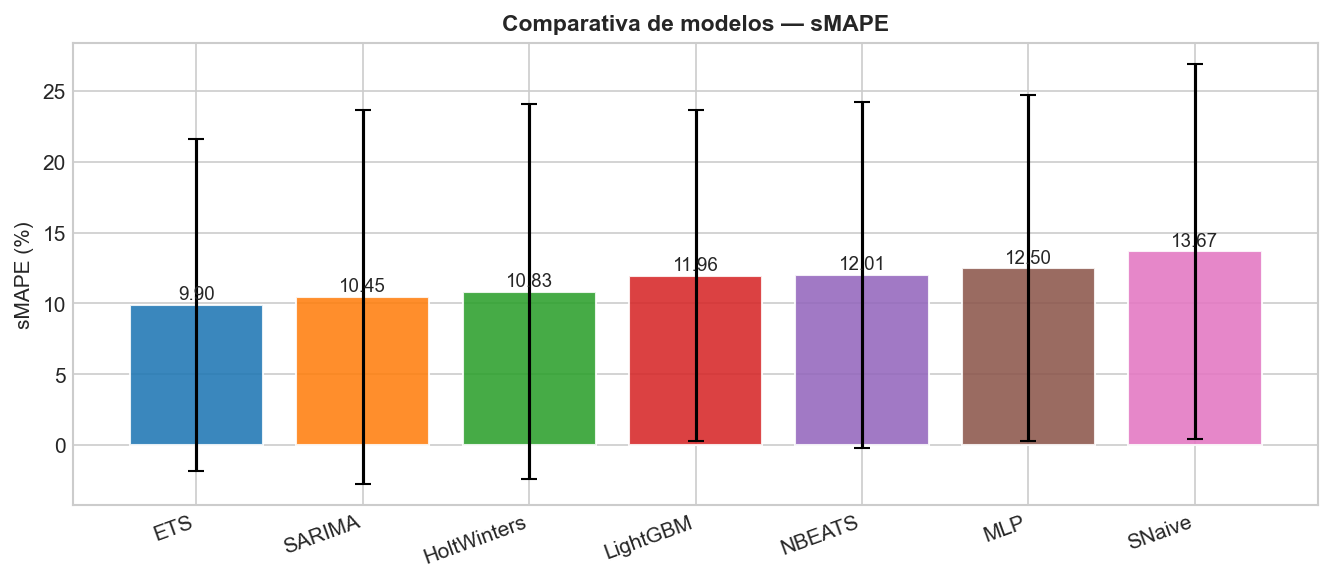 Comparativa de modelos — sMAPE
sMAPE (%)
25
20
15
10
5
0
9.90
10.45
10.83
11.96
12.01
12.50
13.67
ETS
SARIMA
HoltWinters
LightGBM
NBEATS
MLP
SNaive